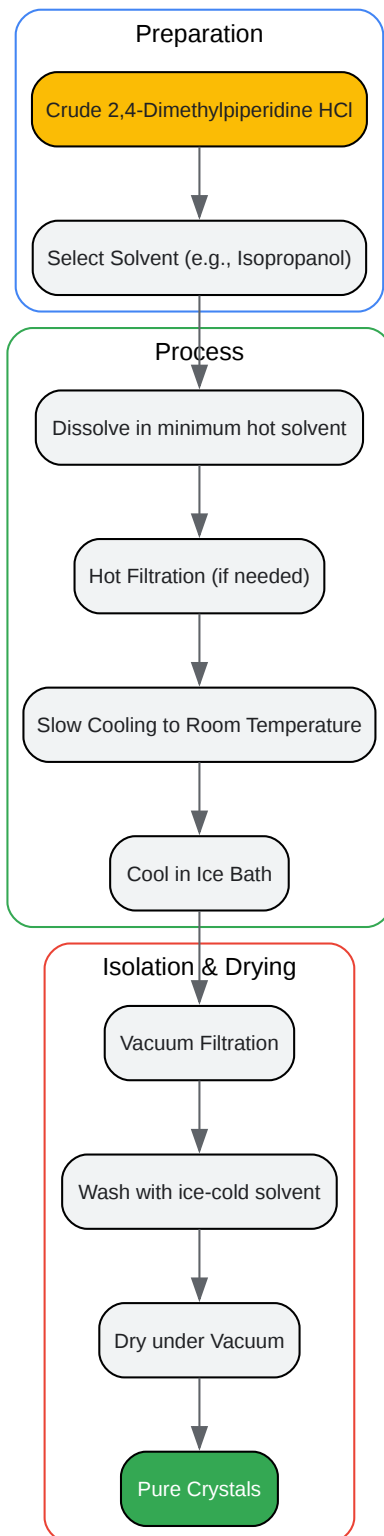 Preparation
Crude 2,4-Dimethylpiperidine HCl
Select Solvent (e.g., Isopropanol)
Process
Dissolve in minimum hot solvent
Hot Filtration (if needed)
Slow Cooling to Room Temperature
Cool in Ice Bath
Isolation & Drying
Vacuum Filtration
Wash with ice-cold solvent
Dry under Vacuum
Pure Crystals